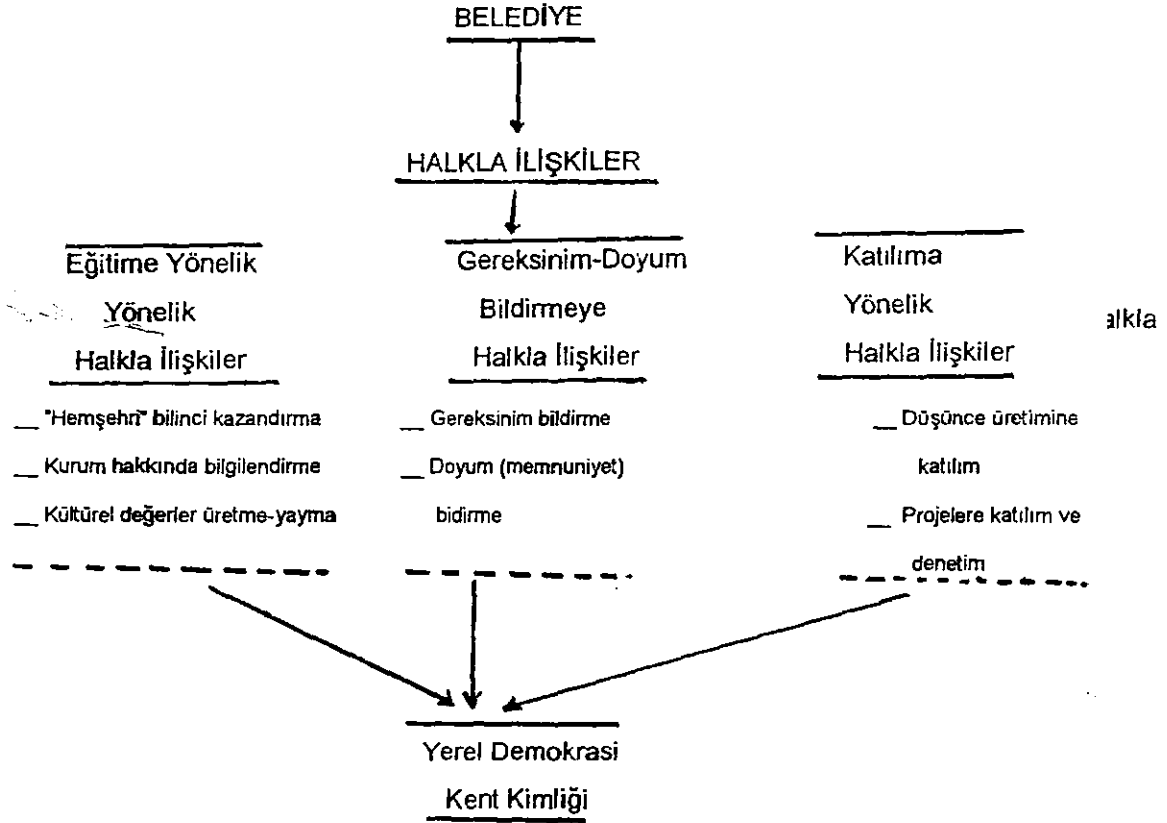 BELEDİYE
HALKLA İLİŞKİLER
Eğitime Yönelik
Yönelik
Halkla İlişkiler
"Hemşehri" bilinci kazandırma
Kurum hakkında bilgilendirme
Kültürel değerler üretme-yayma
Gereksinim-Doyum
Bildirmeye
Halkla İlişkiler
Gereksinim bildirme
Doyum (memnuniyet)
bidirme
Katılıma
Yönelik
Halkla İlişkiler
Düşünce üretimine
katılım
Projelere katılım ve
denetim
alkla
Yerel Demokrasi
Kent Kimliği